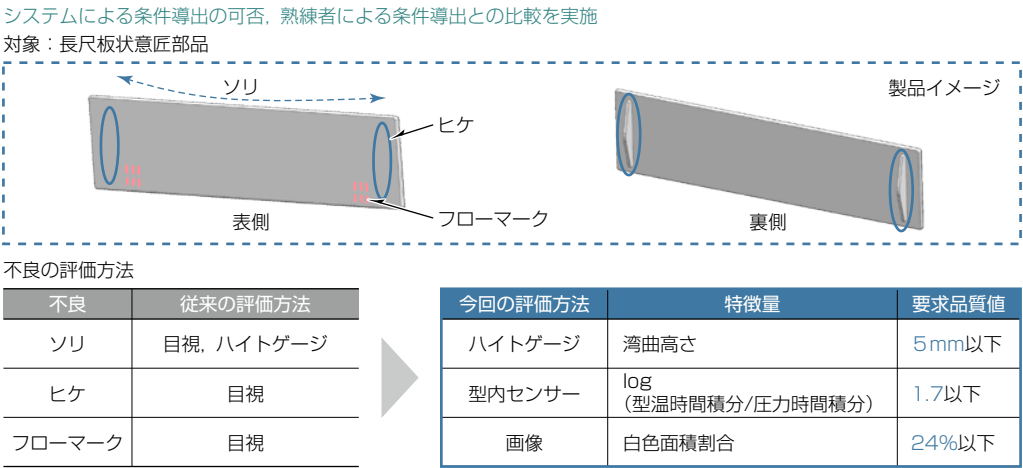 システムによる条件導出の可否，熟練者による条件導出との比較を実施
対象：長尺板状意匠部品
ソリ
製品イメージ
ヒケ
フローマーク
表側
裏側
不良の評価方法
不良 従来の評価方法
ソリ 目視，ハイトゲージ
ヒケ 目視
フローマーク 目視
今回の評価方法 特徴量 要求品質値
ハイトゲージ 湾曲高さ 5mm以下
型内センサー log
（型温時間積分/圧力時間積分） 1.7以下
画像 白色面積割合 24%以下